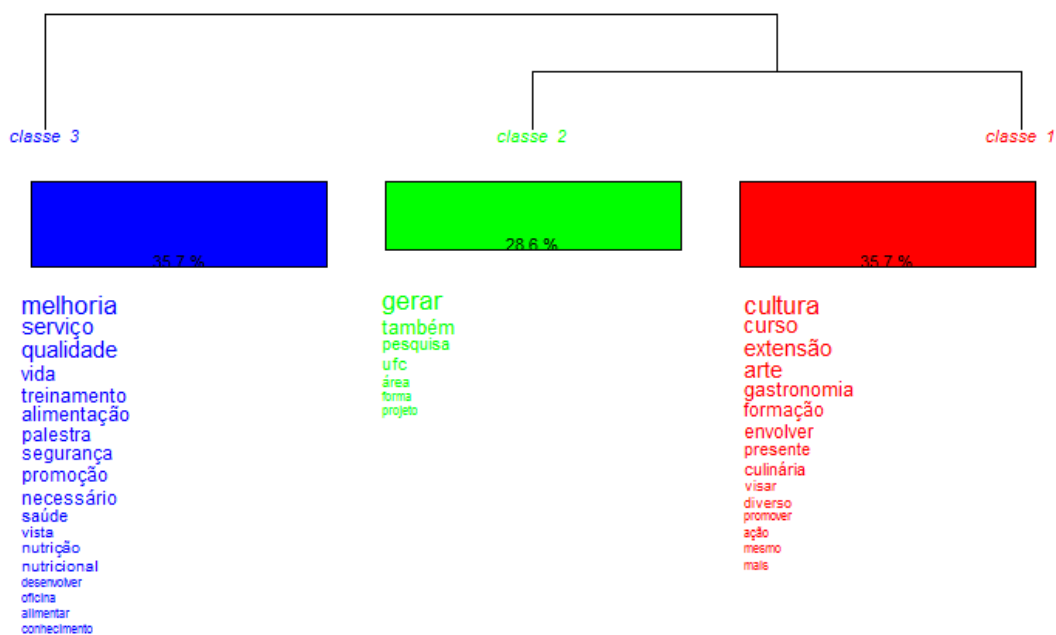 classe 3
classe 2
classe 1
35.7 %
28.6 %
35.7 %
melhoria
serviço
qualidade
vida
treinamento
alimentação
palestra
segurança
promoção
necessário
saúde
vista
nutrição
nutricional
desenvolver
oficina
alimentar
conhecimento
gerar
também
pesquisa
ufc
área
forma
projeto
cultura
curso
extensão
arte
gastronomia
formação
envolver
presente
culinária
visar
diverso
promover
ação
mesmo
mais